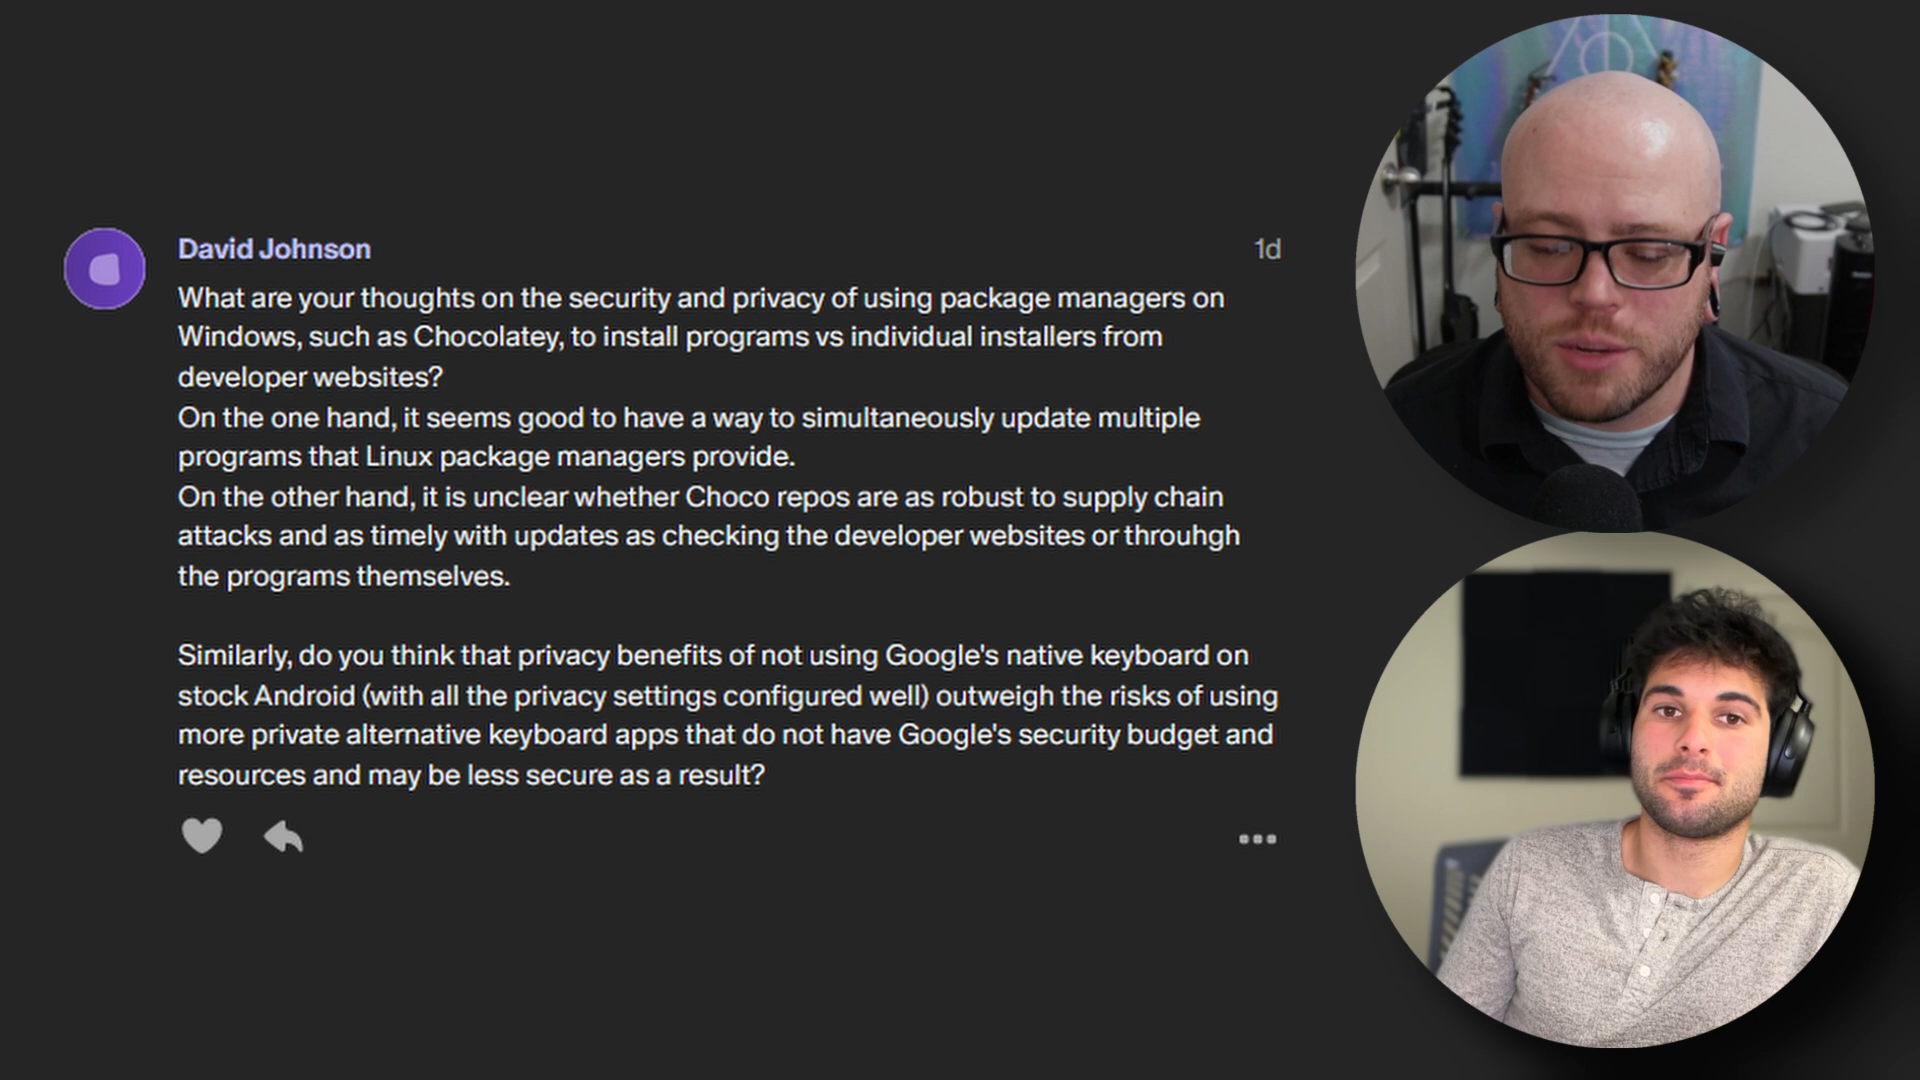 David Johnson 1d
What are your thoughts on the security and privacy of using package managers on
Windows, such as Chocolatey, to install programs vs individual installers from
developer websites?
On the one hand, it seems good to have a way to simultaneously update multiple
programs that Linux package managers provide.
On the other hand, it is unclear whether Choco repos are as robust to supply chain
attacks and as timely with updates as checking the developer websites or throuhgh
the programs themselves.
Similarly, do you think that privacy benefits of not using Google's native keyboard on
stock Android (with all the privacy settings configured well) outweigh the risks of using
more private alternative keyboard apps that do not have Google's security budget and
resources and may be less secure as a result?